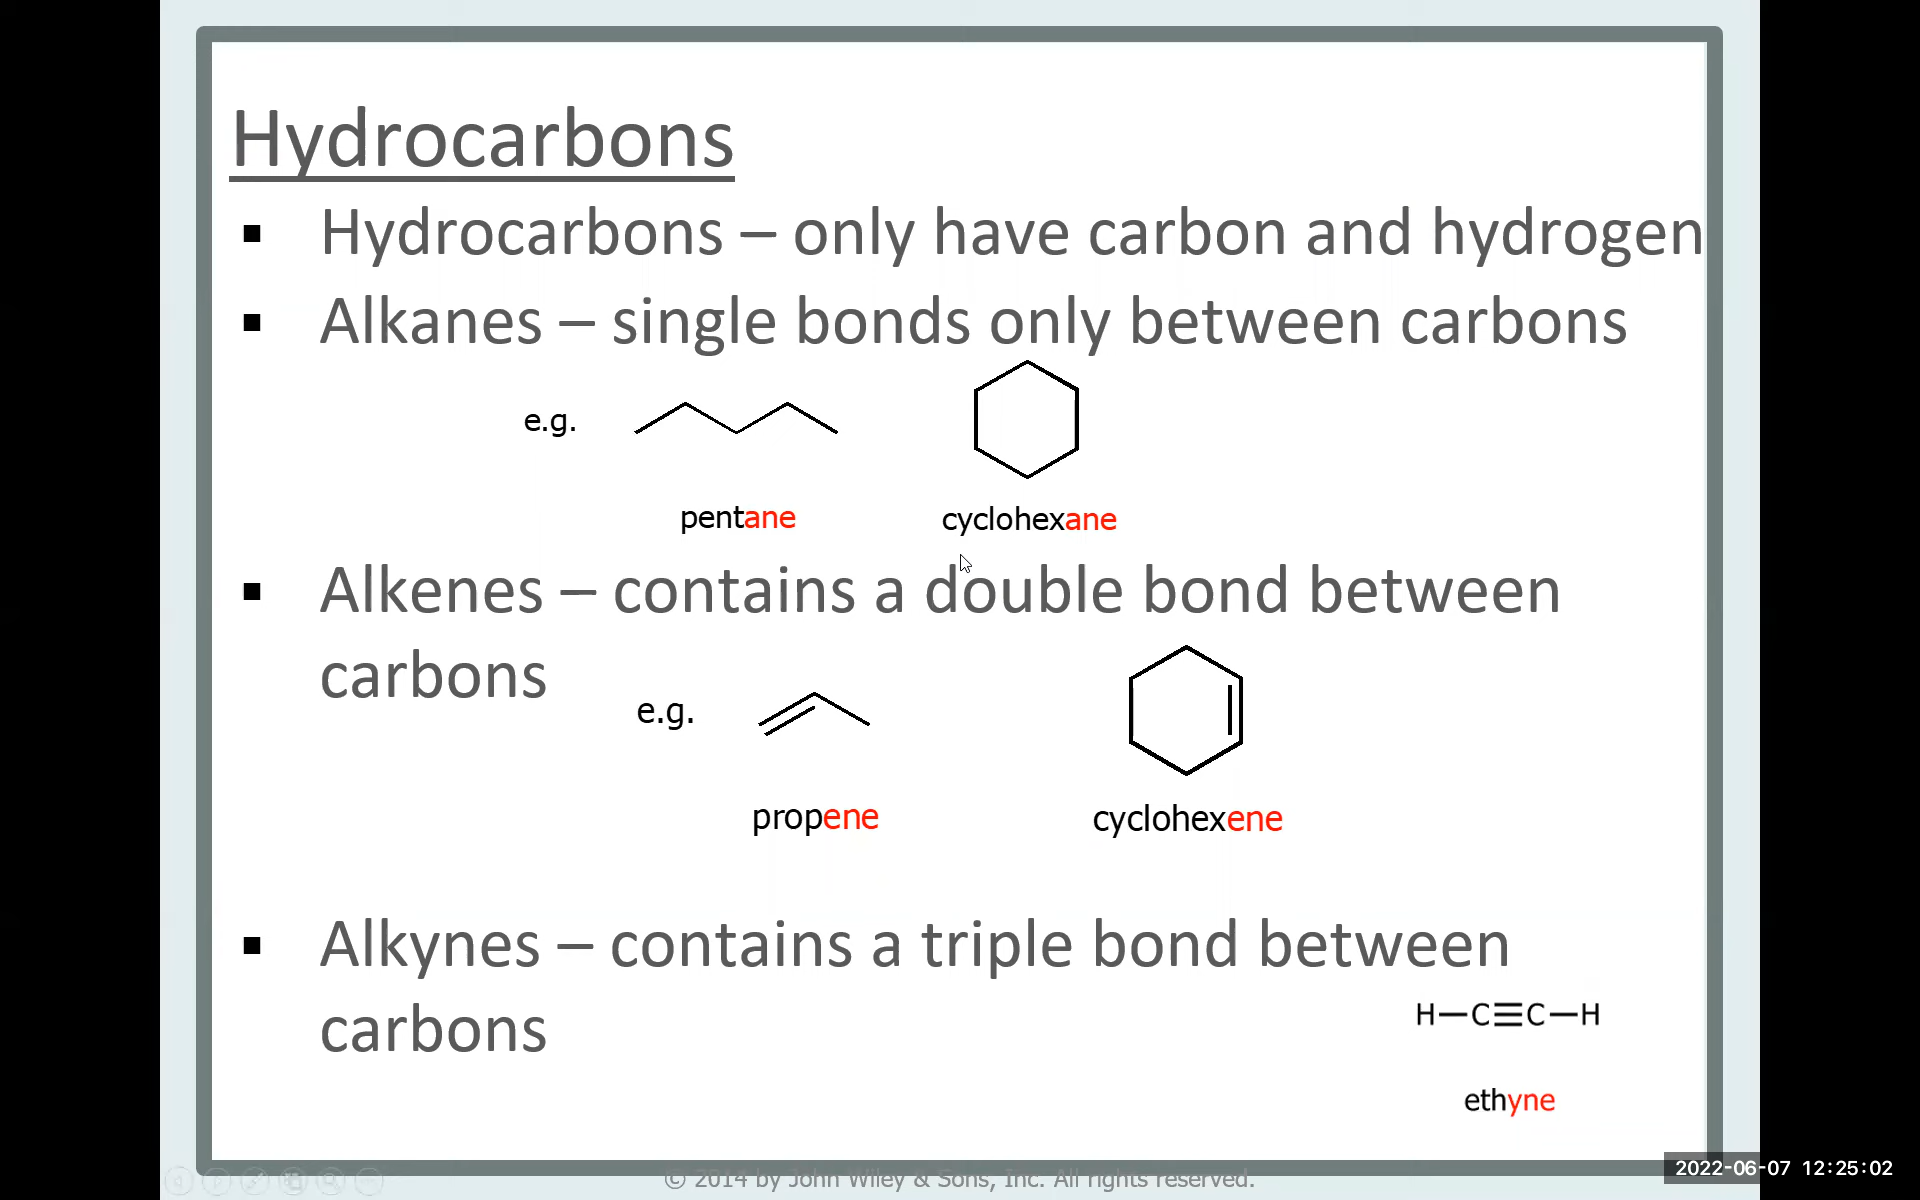 Hydrocarbons
▪ Hydrocarbons – only have carbon and hydrogen
▪ Alkanes – single bonds only between carbons
e.g.
pentane cyclohexane
▪ Alkenes – contains a double bond between
carbons
e.g.
propene cyclohexene
▪ Alkynes – contains a triple bond between
carbons
H—C≡C—H
ethyne
© 2014 by John Wiley & Sons, Inc. All rights reserved.
2022-06-07 12:25:02